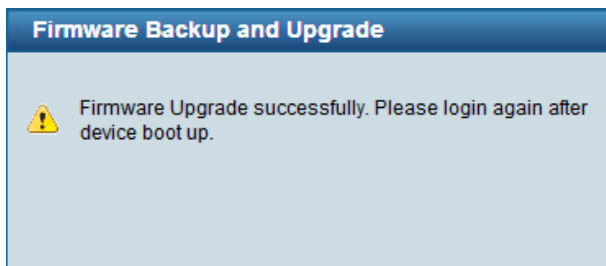 Firmware Backup and Upgrade
Firmware Upgrade successfully. Please login again after
device boot up.